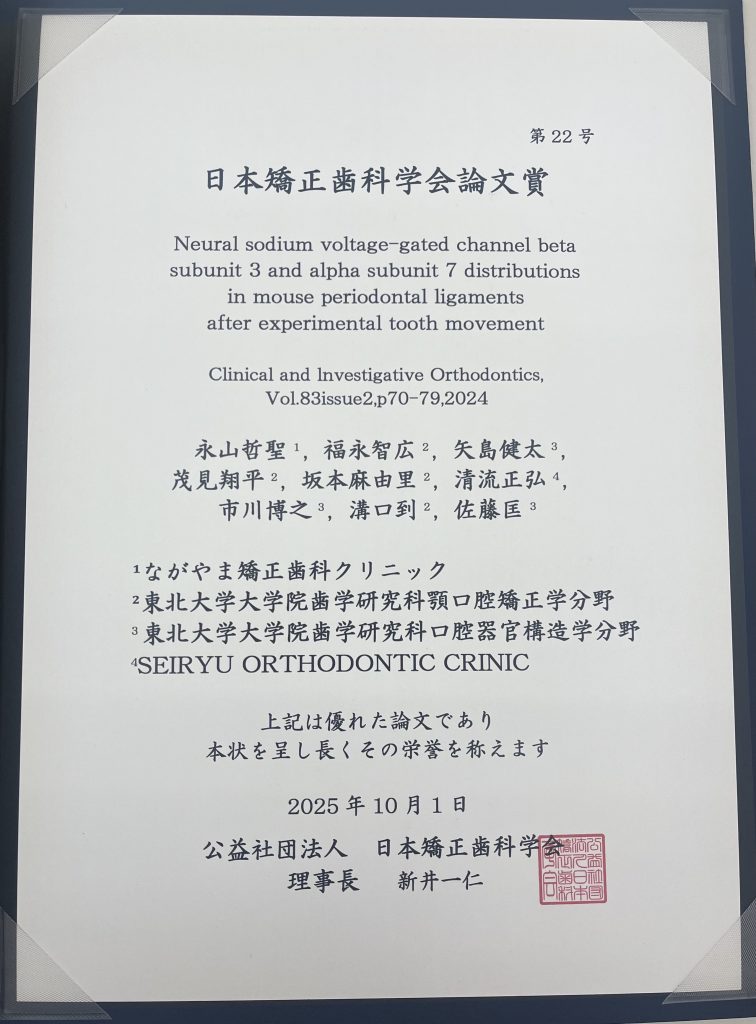 第22号
日本矯正歯科学会論文賞
Neural sodium voltage-gated channel beta
subunit 3 and alpha subunit 7 distributions
in mouse periodontal ligaments
after experimental tooth movement
Clinical and lnvestigative Orthodontics,
Vol.83issue2,p70-79,2024
永山哲聖 ¹, 福永智広 ², 矢島健太 ³,
茂見翔平 ², 坂本麻由里 ², 清流正弘 ⁴,
市川博之 ³, 溝口到 ², 佐藤匡 ³
¹ながやま矯正歯科クリニック
²東北大学大学院歯学研究科顎口腔矯正学分野
³東北大学大学院歯学研究科口腔器官構造学分野
⁴SEIRYU ORTHODONTIC CRINIC
上記は優れた論文であり
本状を呈し長くその栄誉を称えます
2025年10月1日
公益社団法人 日本矯正歯科学会
理事長 新井一仁